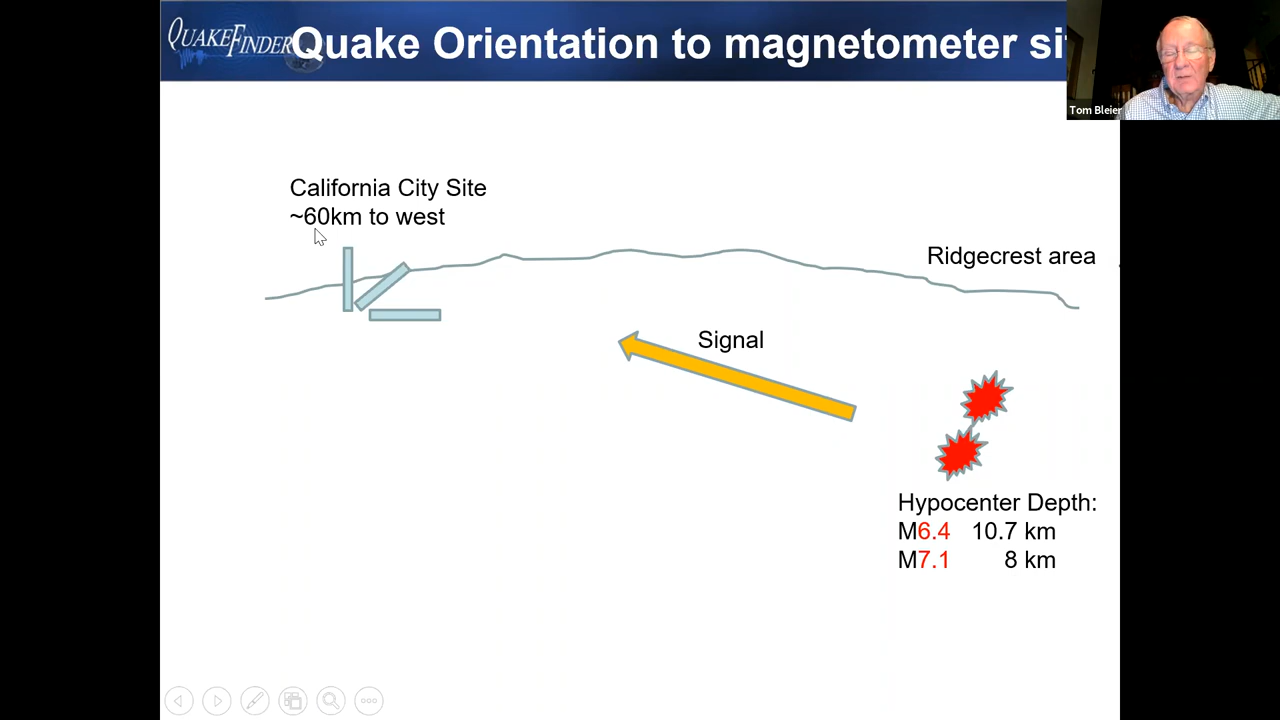 QUAKEFINDER
Quake Orientation to magnetometer si
Tom Bleier
California City Site
~60km to west
Ridgecrest area
Signal
Hypocenter Depth:
M6.4 10.7 km
M7.1 8 km